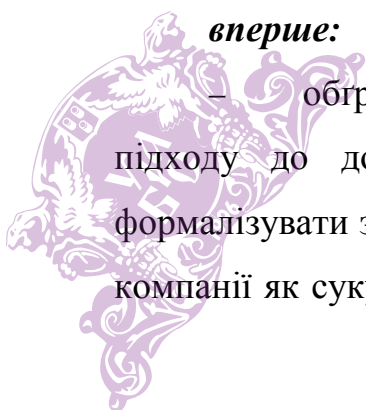 вперше:
– обґр
підходу до до
формалізувати з
компанії як сук